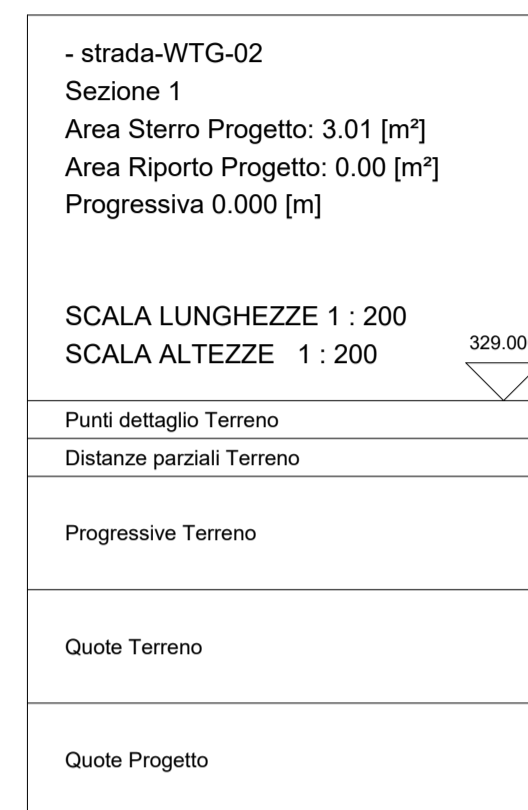 - strada-WTG-02
Sezione 1
Area Sterro Progetto: 3.01 [m²]
Area Riporto Progetto: 0.00 [m²]
Progressiva 0.000 [m]
SCALA LUNGHEZZE 1 : 200
SCALA ALTEZZE 1 : 200
329.00
Punti dettaglio Terreno
Distanze parziali Terreno
Progressive Terreno
Quote Terreno
Quote Progetto